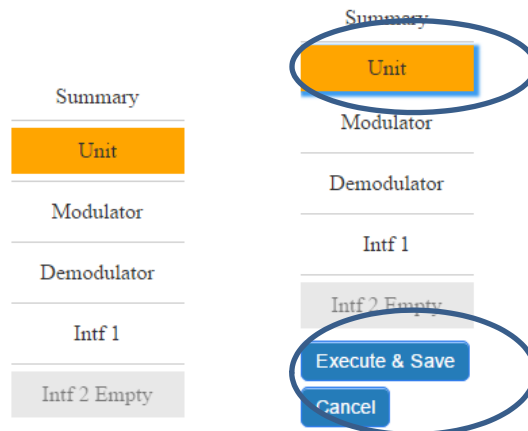 Summary
Unit
Modulator
Demodulator
Intf 1
Intf 2 Empty
Summary
Unit
Modulator
Demodulator
Intf 1
Intf 2 Empty
Execute & Save
Cancel